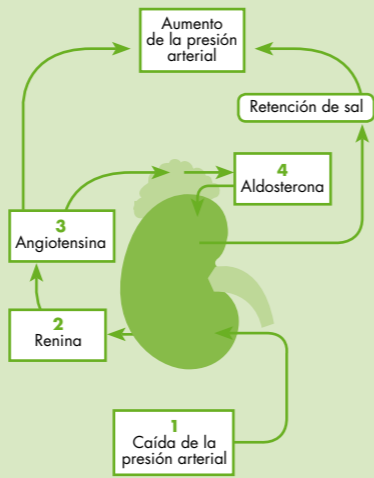 Aumento
de la presión
arterial
Retención de sal
4
Aldosterona
3
Angiotensina
2
Renina
1
Caída de la
presión arterial